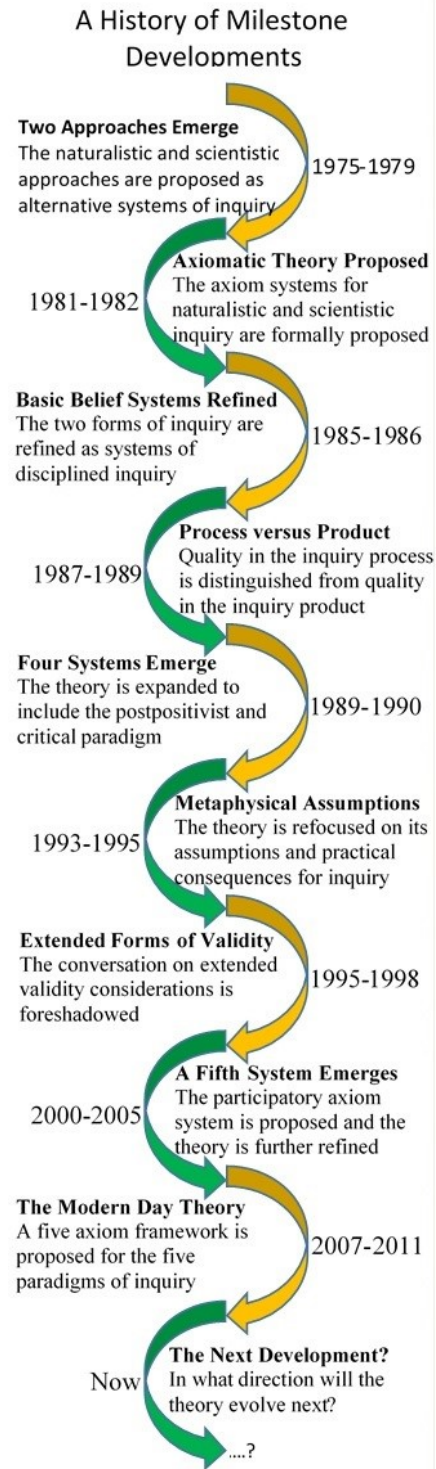 A History of Milestone
Developments
Two Approaches Emerge
The naturalistic and scientistic
approaches are proposed as
alternative systems of inquiry
1975-1979
Axiomatic Theory Proposed
The axiom systems for
naturalistic and scientistic
inquiry are formally proposed
1981-1982
Basic Belief Systems Refined
The two forms of inquiry are
refined as systems of
disciplined inquiry
1985-1986
Process versus Product
Quality in the inquiry process
is distinguished from quality
in the inquiry product
1987-1989
Four Systems Emerge
The theory is expanded to
include the postpositivist and
critical paradigm
1989-1990
Metaphysical Assumptions
The theory is refocused on its
assumptions and practical
consequences for inquiry
1993-1995
Extended Forms of Validity
The conversation on extended
validity considerations is
foreshadowed
1995-1998
A Fifth System Emerges
The participatory axiom
system is proposed and the
theory is further refined
2000-2005
The Modern Day Theory
A five axiom framework is
proposed for the five
paradigms of inquiry
2007-2011
The Next Development?
In what direction will the
theory evolve next?
Now
....?